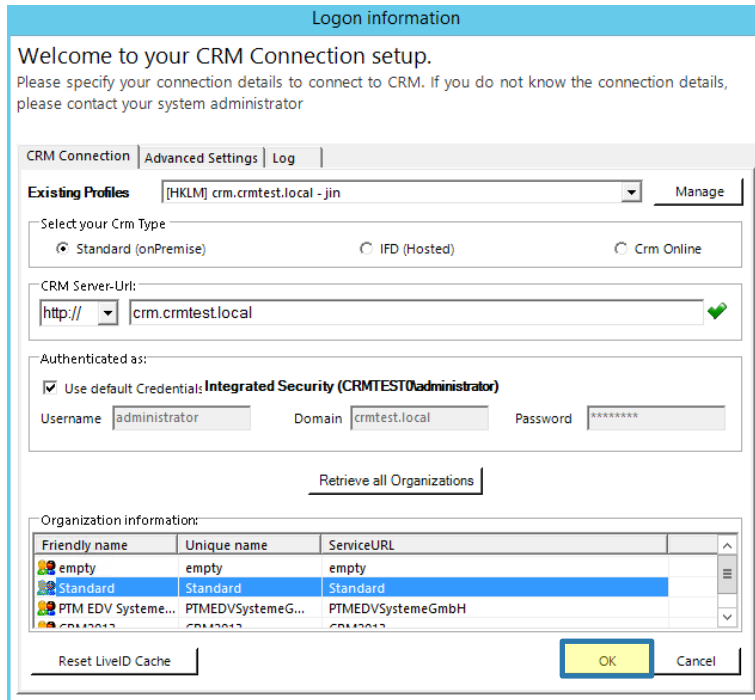 Logon information
Welcome to your CRM Connection setup.
Please specify your connection details to connect to CRM. If you do not know the connection details,
please contact your system administrator
CRM Connection Advanced Settings Log
Existing Profiles [HKLM] crm.crmtest.local - jin Manage
Select your Crm Type
Standard (onPremise) IFD (Hosted) Crm Online
CRM Server-Url:
http:// crm.crmtest.local
Authenticated as:
Use default Credentials Integrated Security (CRMTEST0\administrator)
Username administrator Domain crmtest.local Password ********
Retrieve all Organizations
Organization information:
Friendly name Unique name ServiceURL
empty empty empty
Standard Standard Standard
PTM EDV Systeme... PTMEDVSystemeG... PTMEDVSystemeGmbH
CRM2013 CRM2013 CRM2013
Reset LiveID Cache OK Cancel